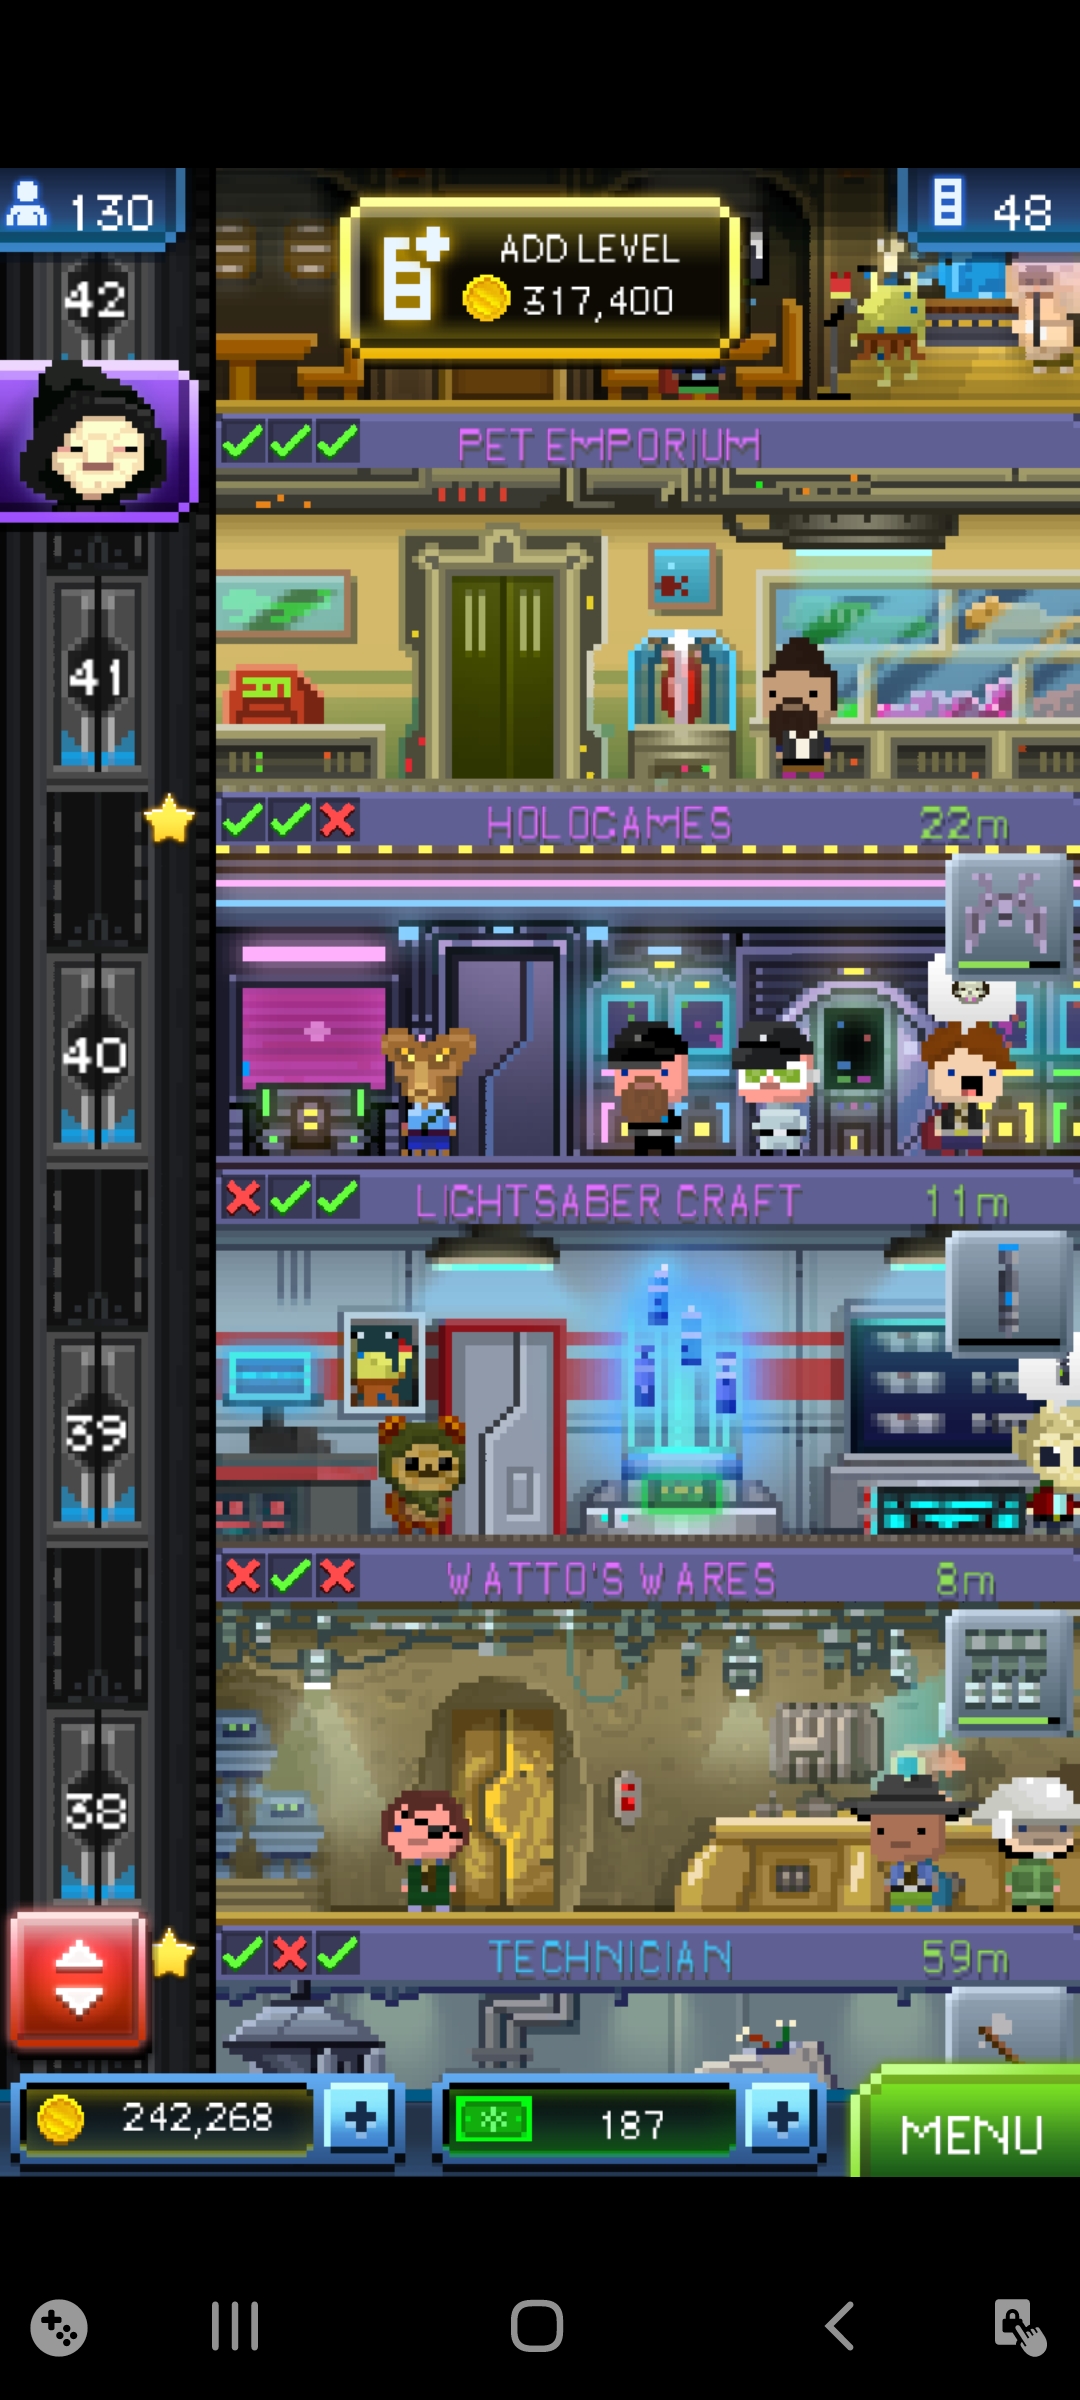 130
48
ADD LEVEL
317,400
42
PET EMPORIUM
41
HOLOGAMES 22m
40
LIGHTSABER CRAFT 11m
39
WATTO'S WARES 8m
38
TECHNICIAN 59m
242,268
187
MENU